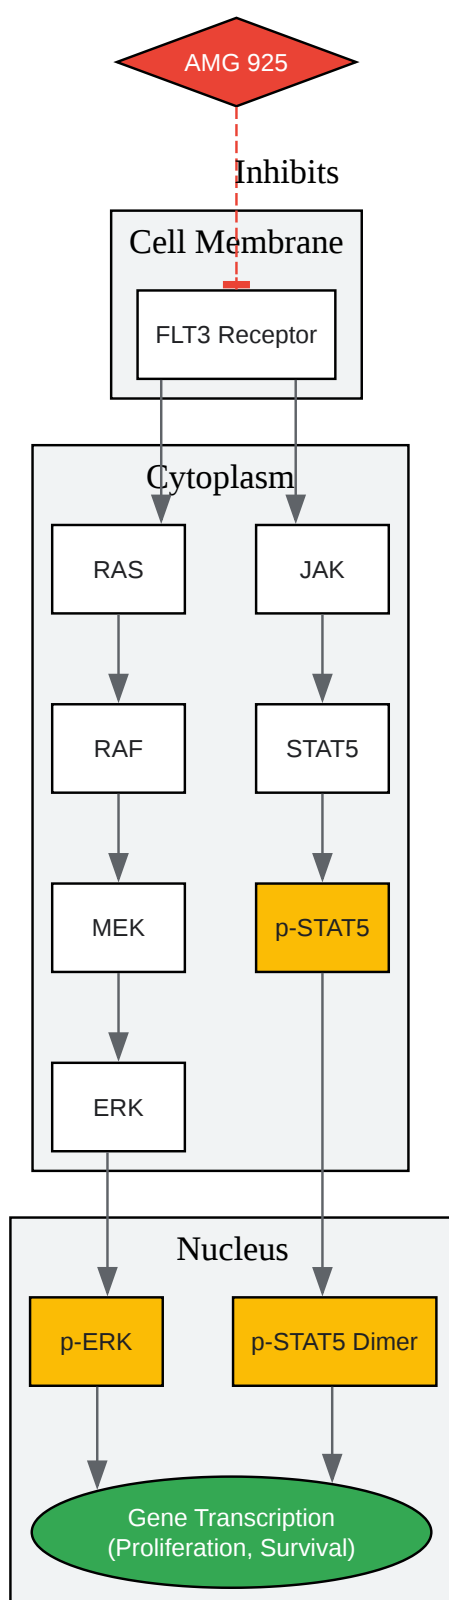 AMG 925
Inhibits
Cell Membrane
FLT3 Receptor
Cytoplasm
RAS
JAK
RAF
STAT5
MEK
p-STAT5
ERK
Nucleus
p-ERK
p-STAT5 Dimer
Gene Transcription
(Proliferation, Survival)